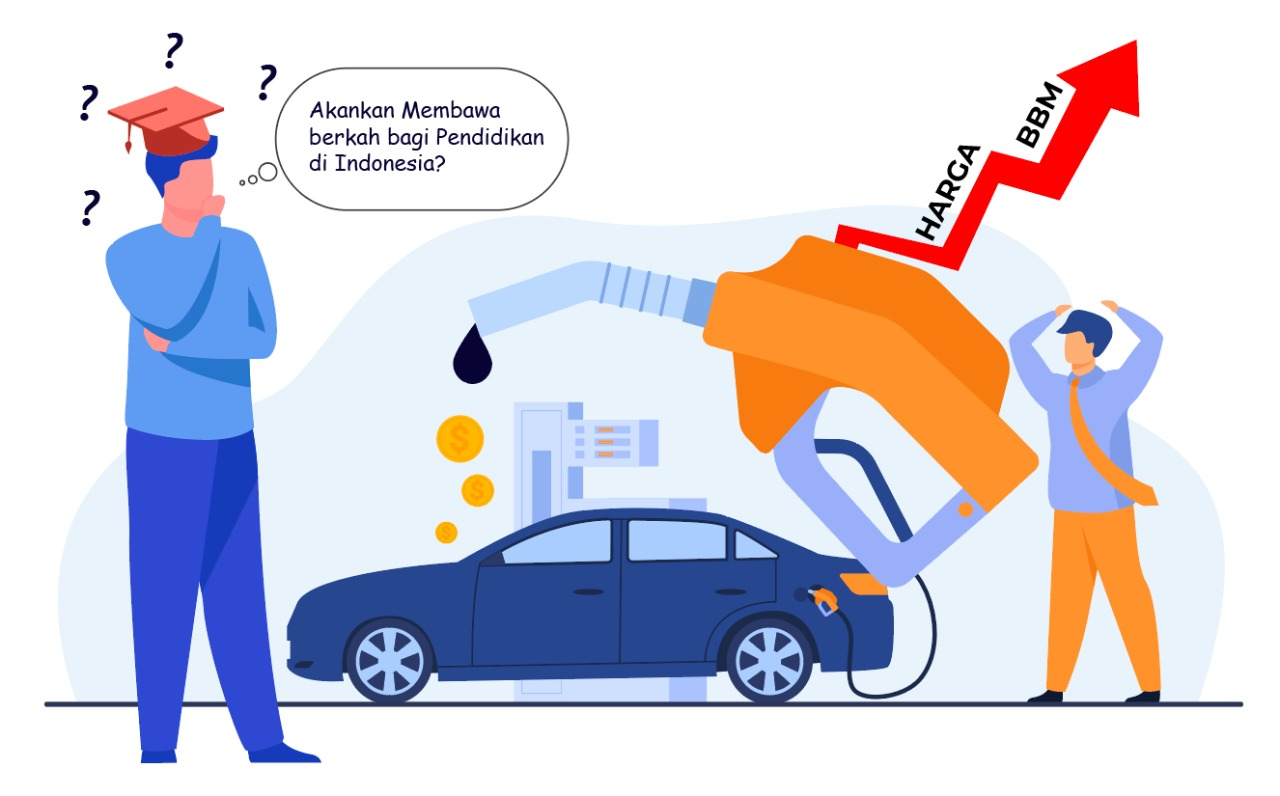 ?
?
?
?
Akankan Membawa
berkah bagi Pendidikan
di Indonesia?
HARGA
BBM
$
$
$